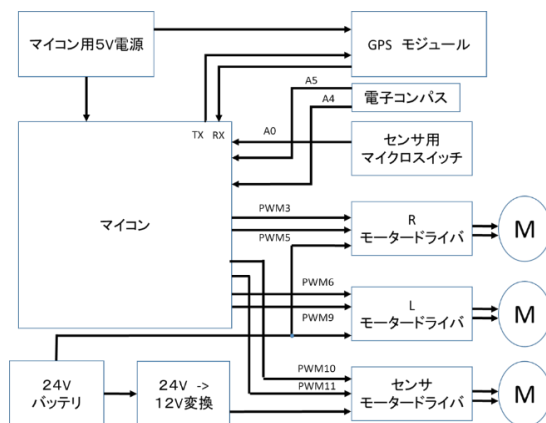 マイコン用5V電源
GPS モジュール
A5
電子コンパス
A4
TX RX
A0
センサ用
マイクロスイッチ
マイコン
PWM3
R
モータードライバ
M
PWM5
PWM6
L
モータードライバ
M
PWM9
24V
バッテリ
24V ->
12V変換
PWM10
PWM11
センサ
モータードライバ
M